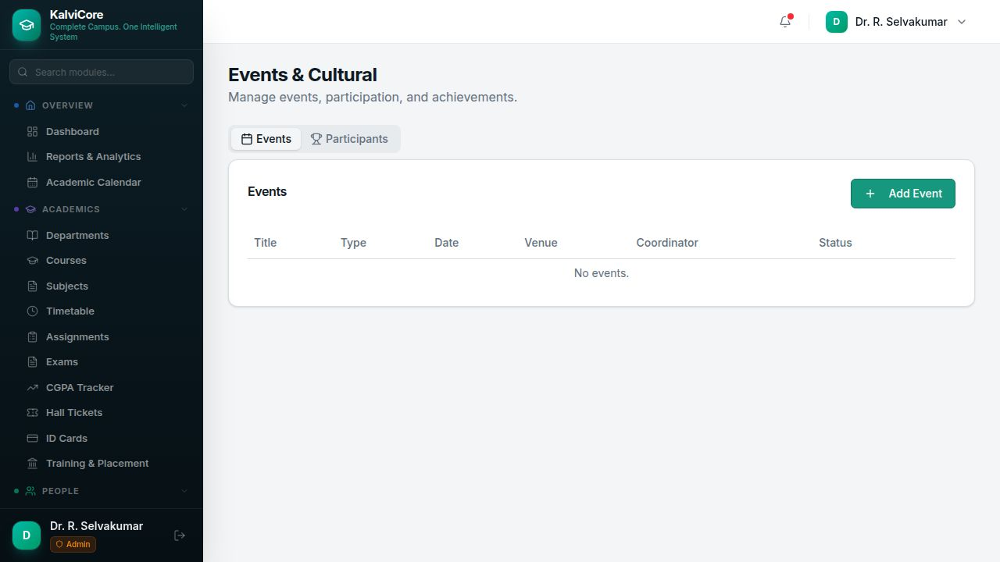 KalviCore
Complete Campus. One Intelligent
System
Search modules...
OVERVIEW
Dashboard
Reports & Analytics
Academic Calendar
ACADEMICS
Departments
Courses
Subjects
Timetable
Assignments
Exams
CGPA Tracker
Hall Tickets
ID Cards
Training & Placement
PEOPLE
D
Dr. R. Selvakumar
Admin
D Dr. R. Selvakumar
Events & Cultural
Manage events, participation, and achievements.
Events Participants
Events
Add Event
Title Type Date Venue Coordinator Status
No events.